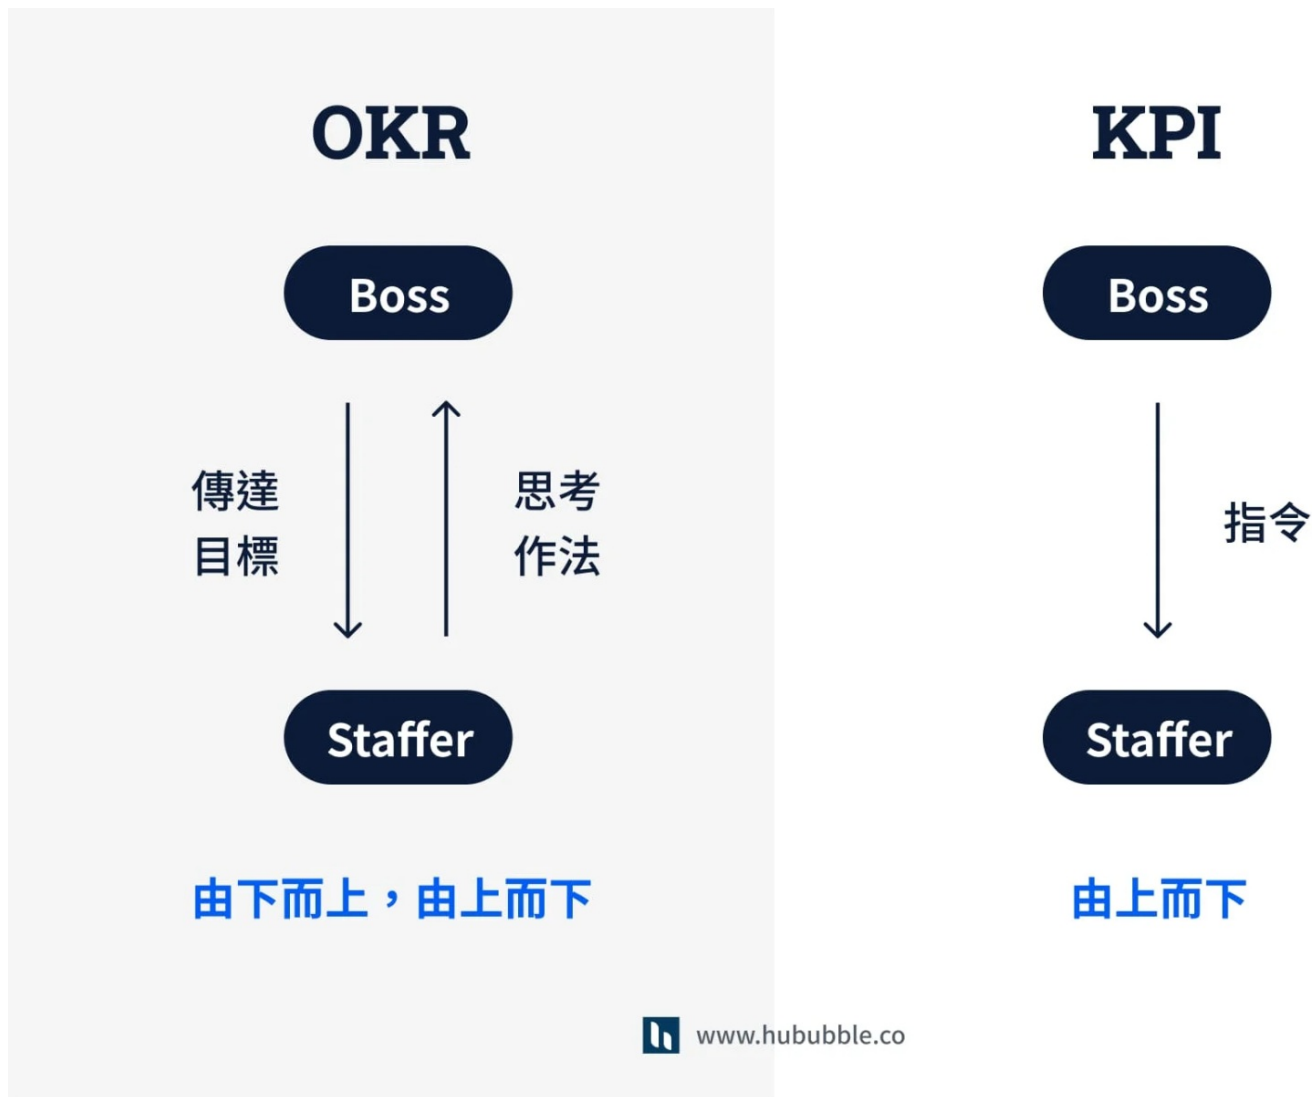 OKR
Boss
傳達
目標
思考
作法
Staffer
由下而上，由上而下
KPI
Boss
指令
Staffer
由上而下
www.hububble.co